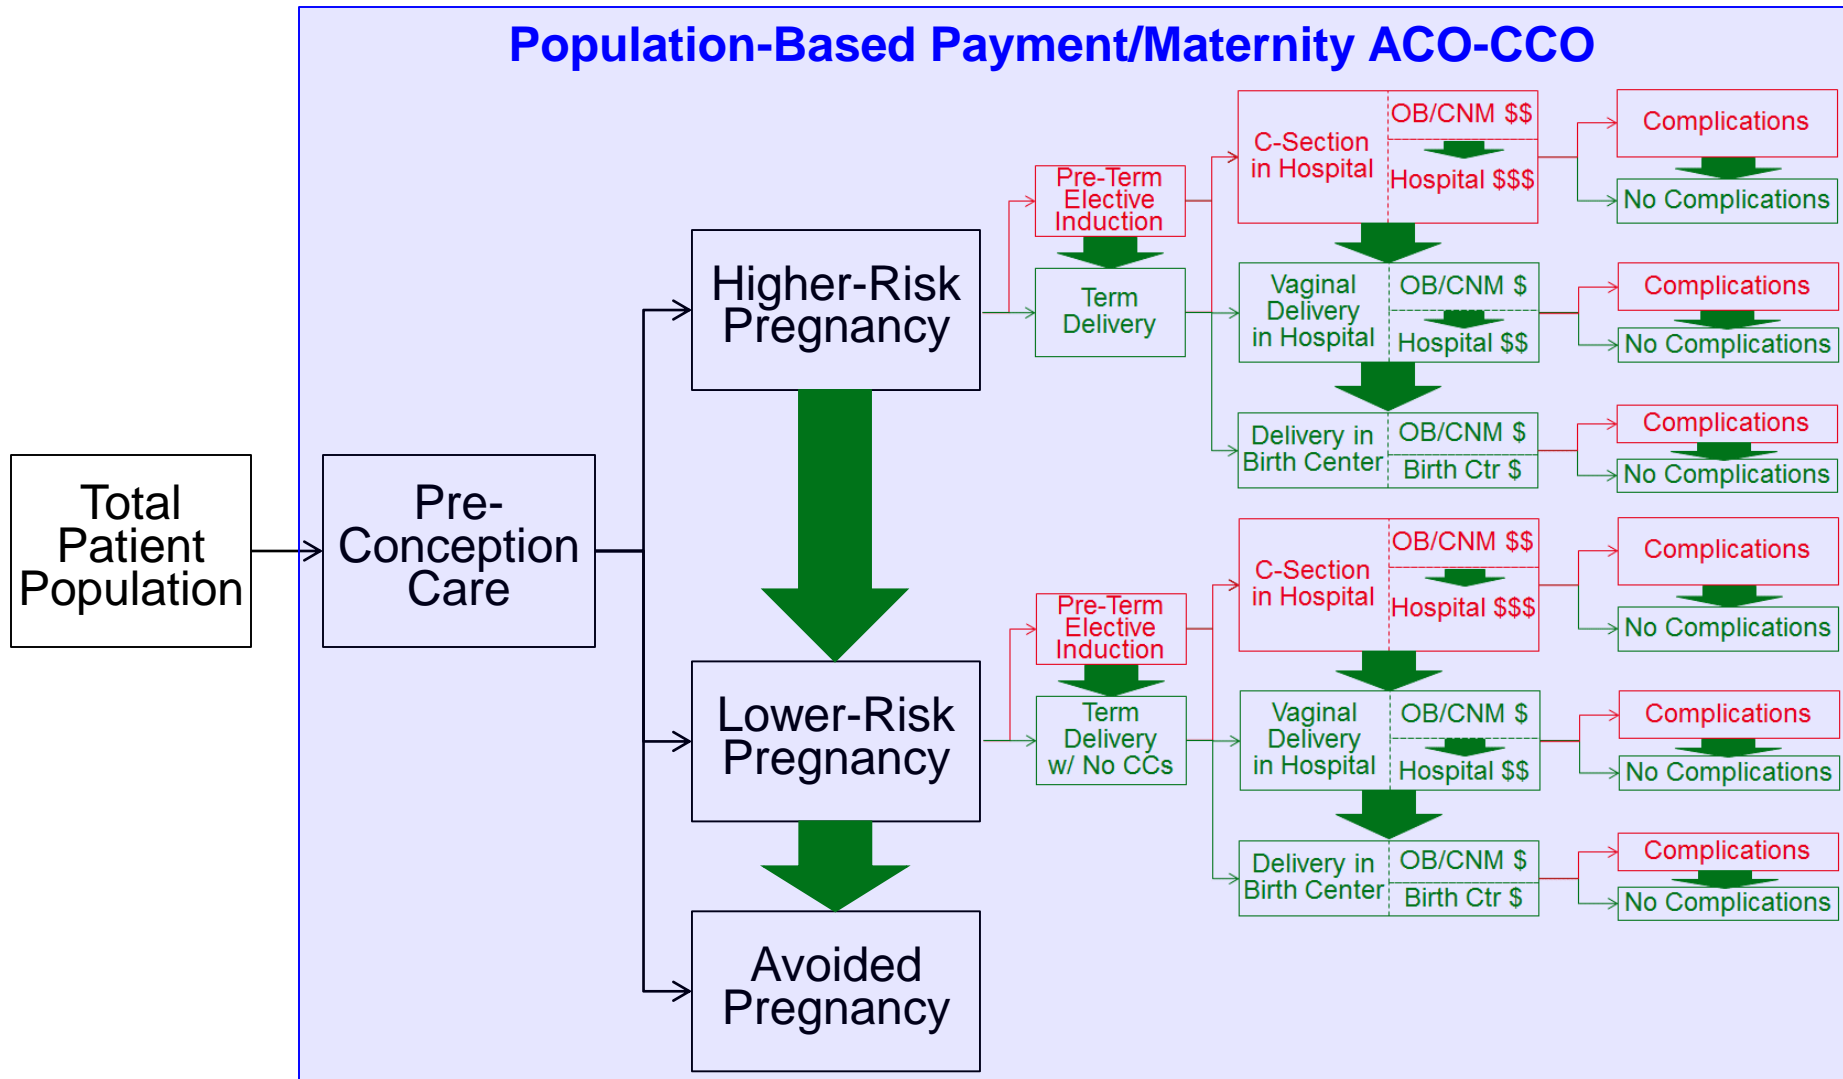 Population-Based Payment/Maternity ACO-CCO
Total
Patient
Population
Pre-
Conception
Care
Higher-Risk
Pregnancy
Lower-Risk
Pregnancy
Avoided
Pregnancy
Pre-Term
Elective
Induction
Term
Delivery
C-Section
in Hospital
OB/CNM $$
Hospital $$$
Complications
No Complications
Vaginal
Delivery
in Hospital
OB/CNM $
Hospital $$
Complications
No Complications
Delivery in
Birth Center
OB/CNM $
Birth Ctr $
Complications
No Complications
Pre-Term
Elective
Induction
Term
Delivery
w/ No CCs
C-Section
in Hospital
OB/CNM $$
Hospital $$$
Complications
No Complications
Vaginal
Delivery
in Hospital
OB/CNM $
Hospital $$
Complications
No Complications
Delivery in
Birth Center
OB/CNM $
Birth Ctr $
Complications
No Complications